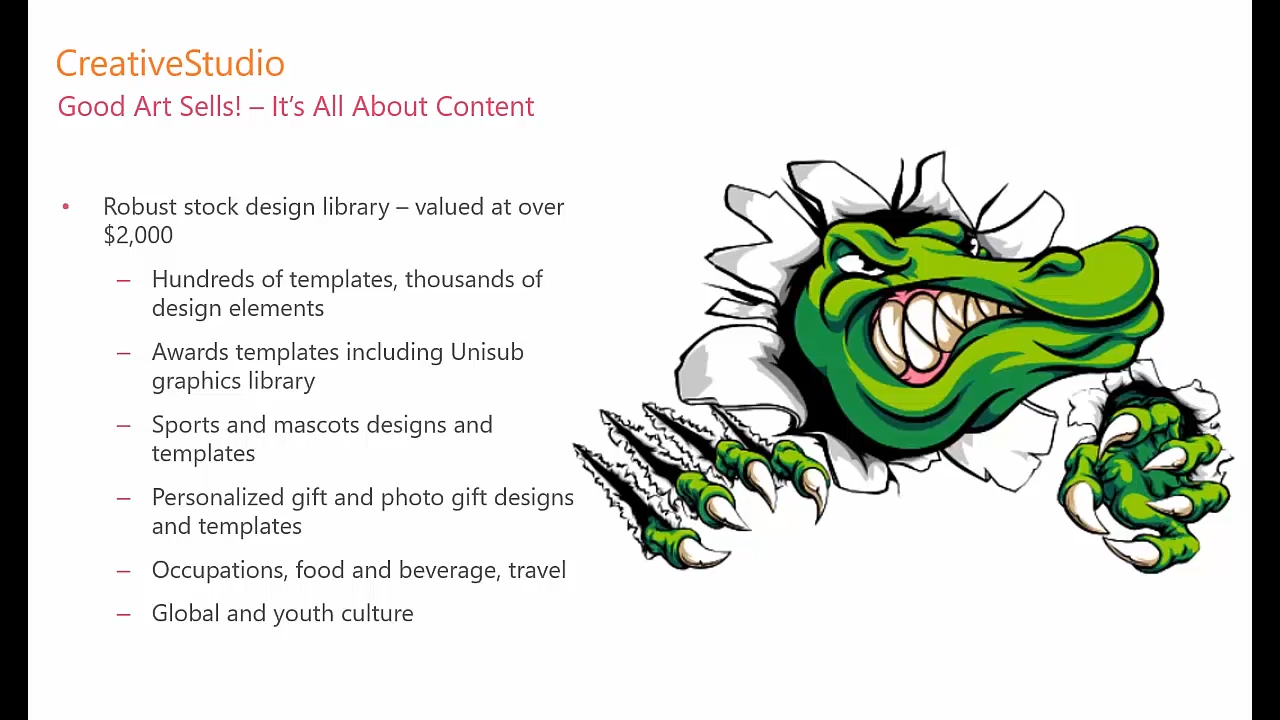 CreativeStudio
Good Art Sells! – It's All About Content
• Robust stock design library – valued at over
$2,000
– Hundreds of templates, thousands of
design elements
– Awards templates including Unisub
graphics library
– Sports and mascots designs and
templates
– Personalized gift and photo gift designs
and templates
– Occupations, food and beverage, travel
– Global and youth culture